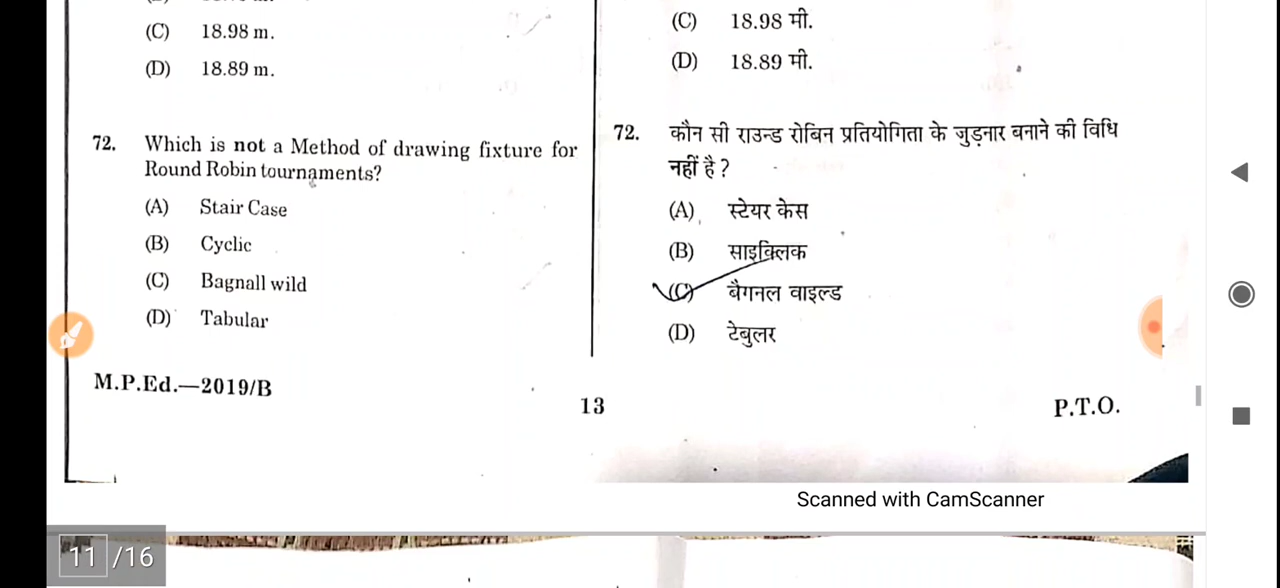 (C) 18.98 m.
(D) 18.89 m.
72. Which is not a Method of drawing fixture for
Round Robin tournaments?
(A) Stair Case
(B) Cyclic
(C) Bagnall wild
(D) Tabular
M.P.Ed.—2019/B
(C) 18.98 मी.
(D) 18.89 मी.
72. कौन सी राउन्ड रोबिन प्रतियोगिता के जुड़नार बनाने की विधि
नहीं है ?
(A) स्टेयर केस
(B) साइक्लिक
(C) बैगनल वाइल्ड
(D) टेबुलर
13
P.T.O.
Scanned with CamScanner
11 /16